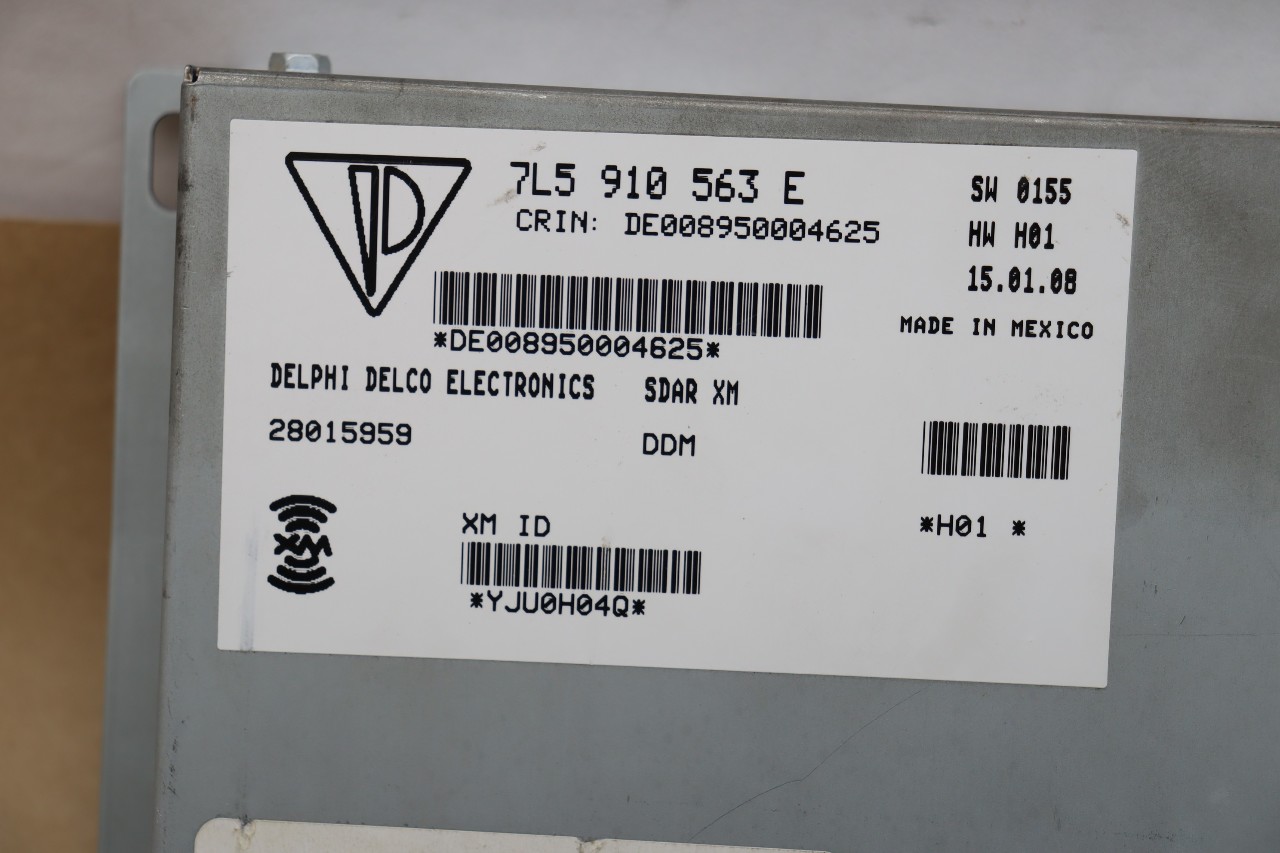 7L5 910 563 E
CRIN: DE008950004625
SW 0155
HW H01
15.01.08
MADE IN MEXICO
*DE008950004625*
DELPHI DELCO ELECTRONICS SDAR XM
28015959 DDM
*H01 *
XM
XM ID
*YJU0H04Q*